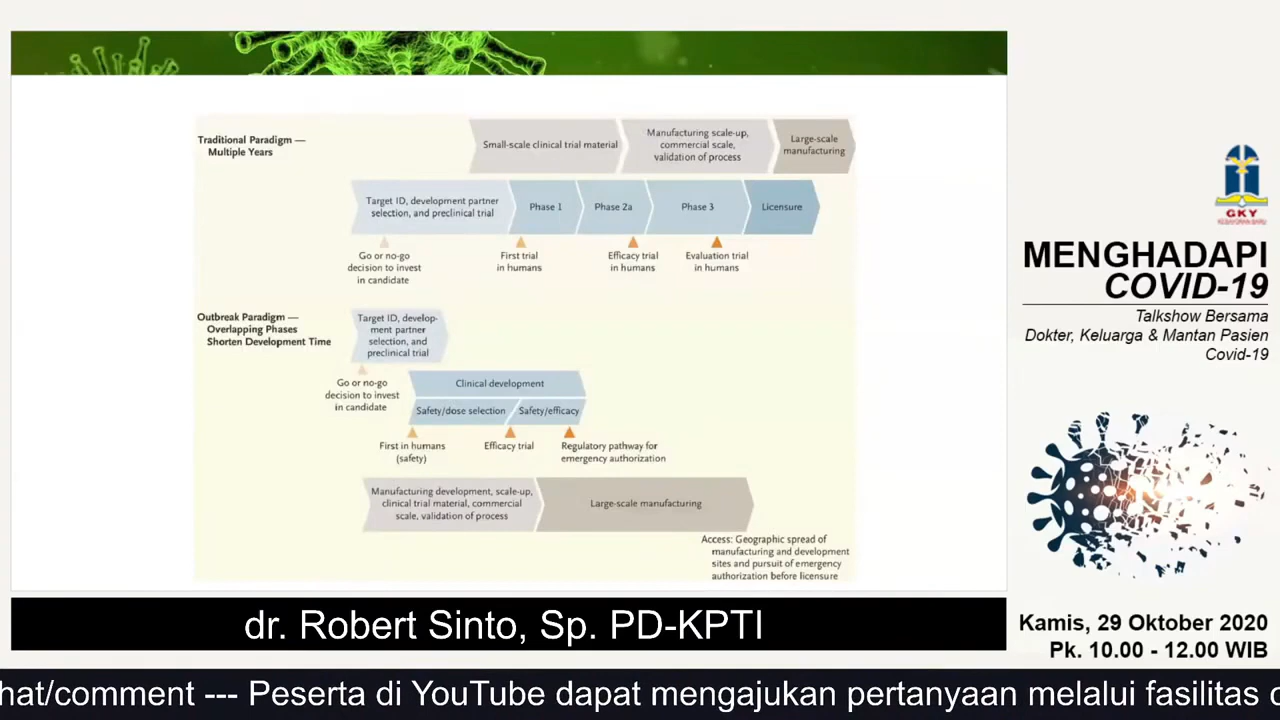 Traditional Paradigm —
Multiple Years
Small-scale clinical trial material
Manufacturing scale-up,
commercial scale,
validation of process
Large-scale
manufacturing
Target ID, development partner
selection, and preclinical trial
Phase 1
Phase 2a
Phase 3
Licensure
Go or no-go
decision to invest
in candidate
First trial
in humans
Efficacy trial
in humans
Evaluation trial
in humans
Outbreak Paradigm —
Overlapping Phases
Shorten Development Time
Target ID, develop-
ment partner
selection, and
preclinical trial
Go or no-go
decision to invest
in candidate
Clinical development
Safety/dose selection
Safety/efficacy
First in humans
(safety)
Efficacy trial
Regulatory pathway for
emergency authorization
Manufacturing development, scale-up,
clinical trial material, commercial
scale, validation of process
Large-scale manufacturing
Access: Geographic spread of
manufacturing and development
sites and pursuit of emergency
authorization before licensure
GKY
KEBAYORAN BARU
MENGHADAPI
COVID-19
Talkshow Bersama
Dokter, Keluarga & Mantan Pasien
Covid-19
Kamis, 29 Oktober 2020
Pk. 10.00 - 12.00 WIB
dr. Robert Sinto, Sp. PD-KPTI
hat/comment --- Peserta di YouTube dapat mengajukan pertanyaan melalui fasilitas c